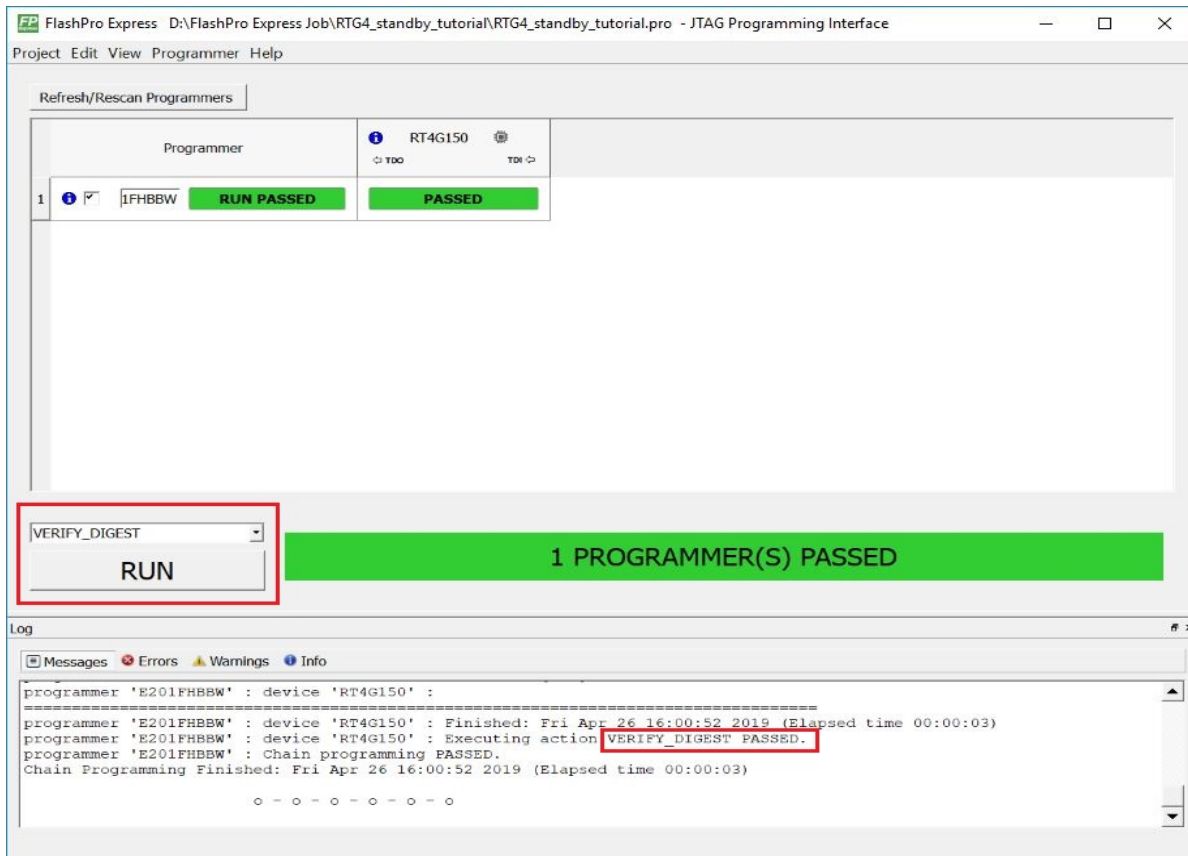 FP FlashPro Express D:\FlashPro Express Job\RTG4_standby_tutorial\RTG4_standby_tutorial.pro - JTAG Programming Interface
Project Edit View Programmer Help
Refresh/Rescan Programmers
Programmer
RT4G150
TDO TDI
1 1FHBBW RUN PASSED PASSED
VERIFY_DIGEST
RUN
1 PROGRAMMER(S) PASSED
Log
Messages Errors Warnings Info
programmer 'E201FHBBW' : device 'RT4G150' :
=====================================================================================
programmer 'E201FHBBW' : device 'RT4G150' : Finished: Fri Apr 26 16:00:52 2019 (Elapsed time 00:00:03)
programmer 'E201FHBBW' : device 'RT4G150' : Executing action VERIFY_DIGEST PASSED.
programmer 'E201FHBBW' : Chain programming PASSED.
Chain Programming Finished: Fri Apr 26 16:00:52 2019 (Elapsed time 00:00:03)
o - o - o - o - o - o